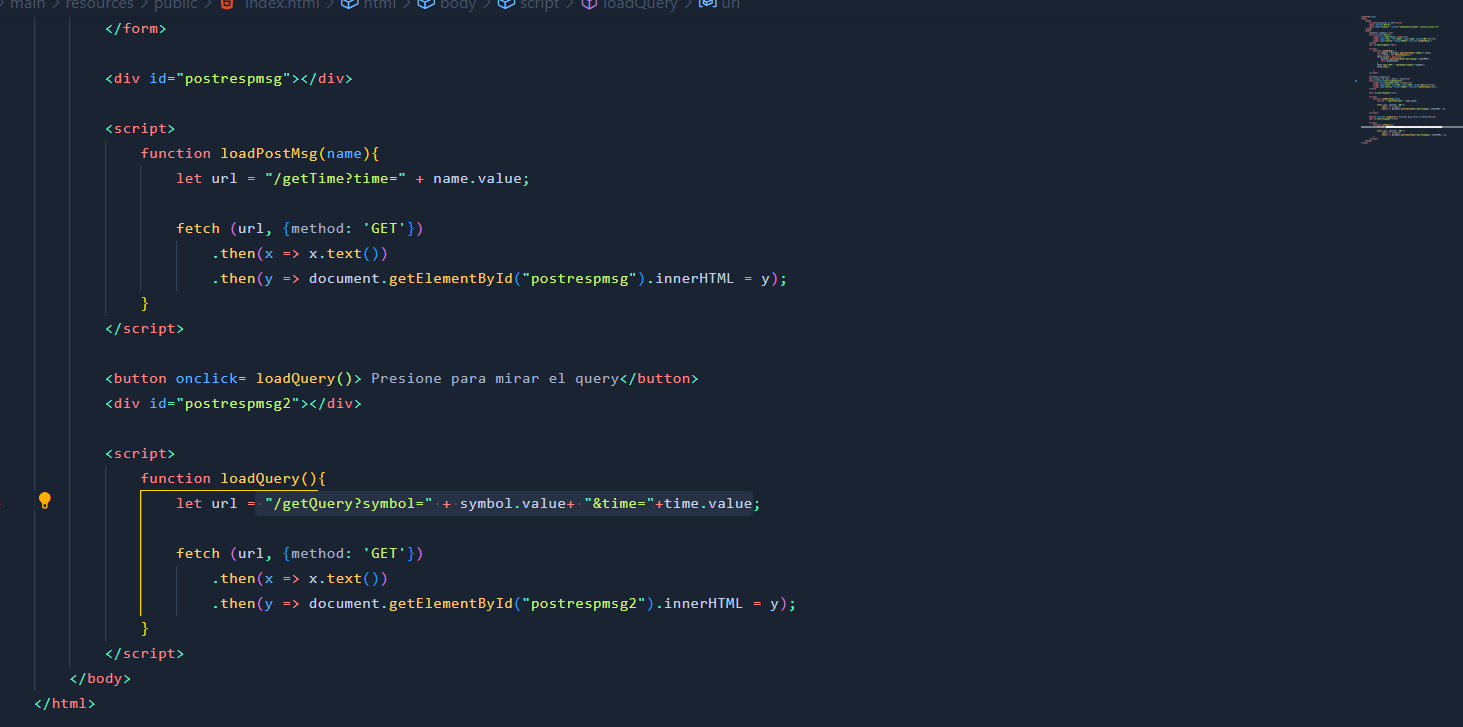 main > resources > public > index.html > html > body > script > loadQuery > url
</form>
<div id="postrespmsg"></div>
<script>
function loadPostMsg(name){
let url = "/getTime?time=" + name.value;
fetch (url, {method: 'GET'})
.then(x => x.text())
.then(y => document.getElementById("postrespmsg").innerHTML = y);
}
</script>
<button onclick= loadQuery()> Presione para mirar el query</button>
<div id="postrespmsg2"></div>
<script>
function loadQuery(){
let url = "/getQuery?symbol=" + symbol.value+ "&time="+time.value;
fetch (url, {method: 'GET'})
.then(x => x.text())
.then(y => document.getElementById("postrespmsg2").innerHTML = y);
}
</script>
</body>
</html>